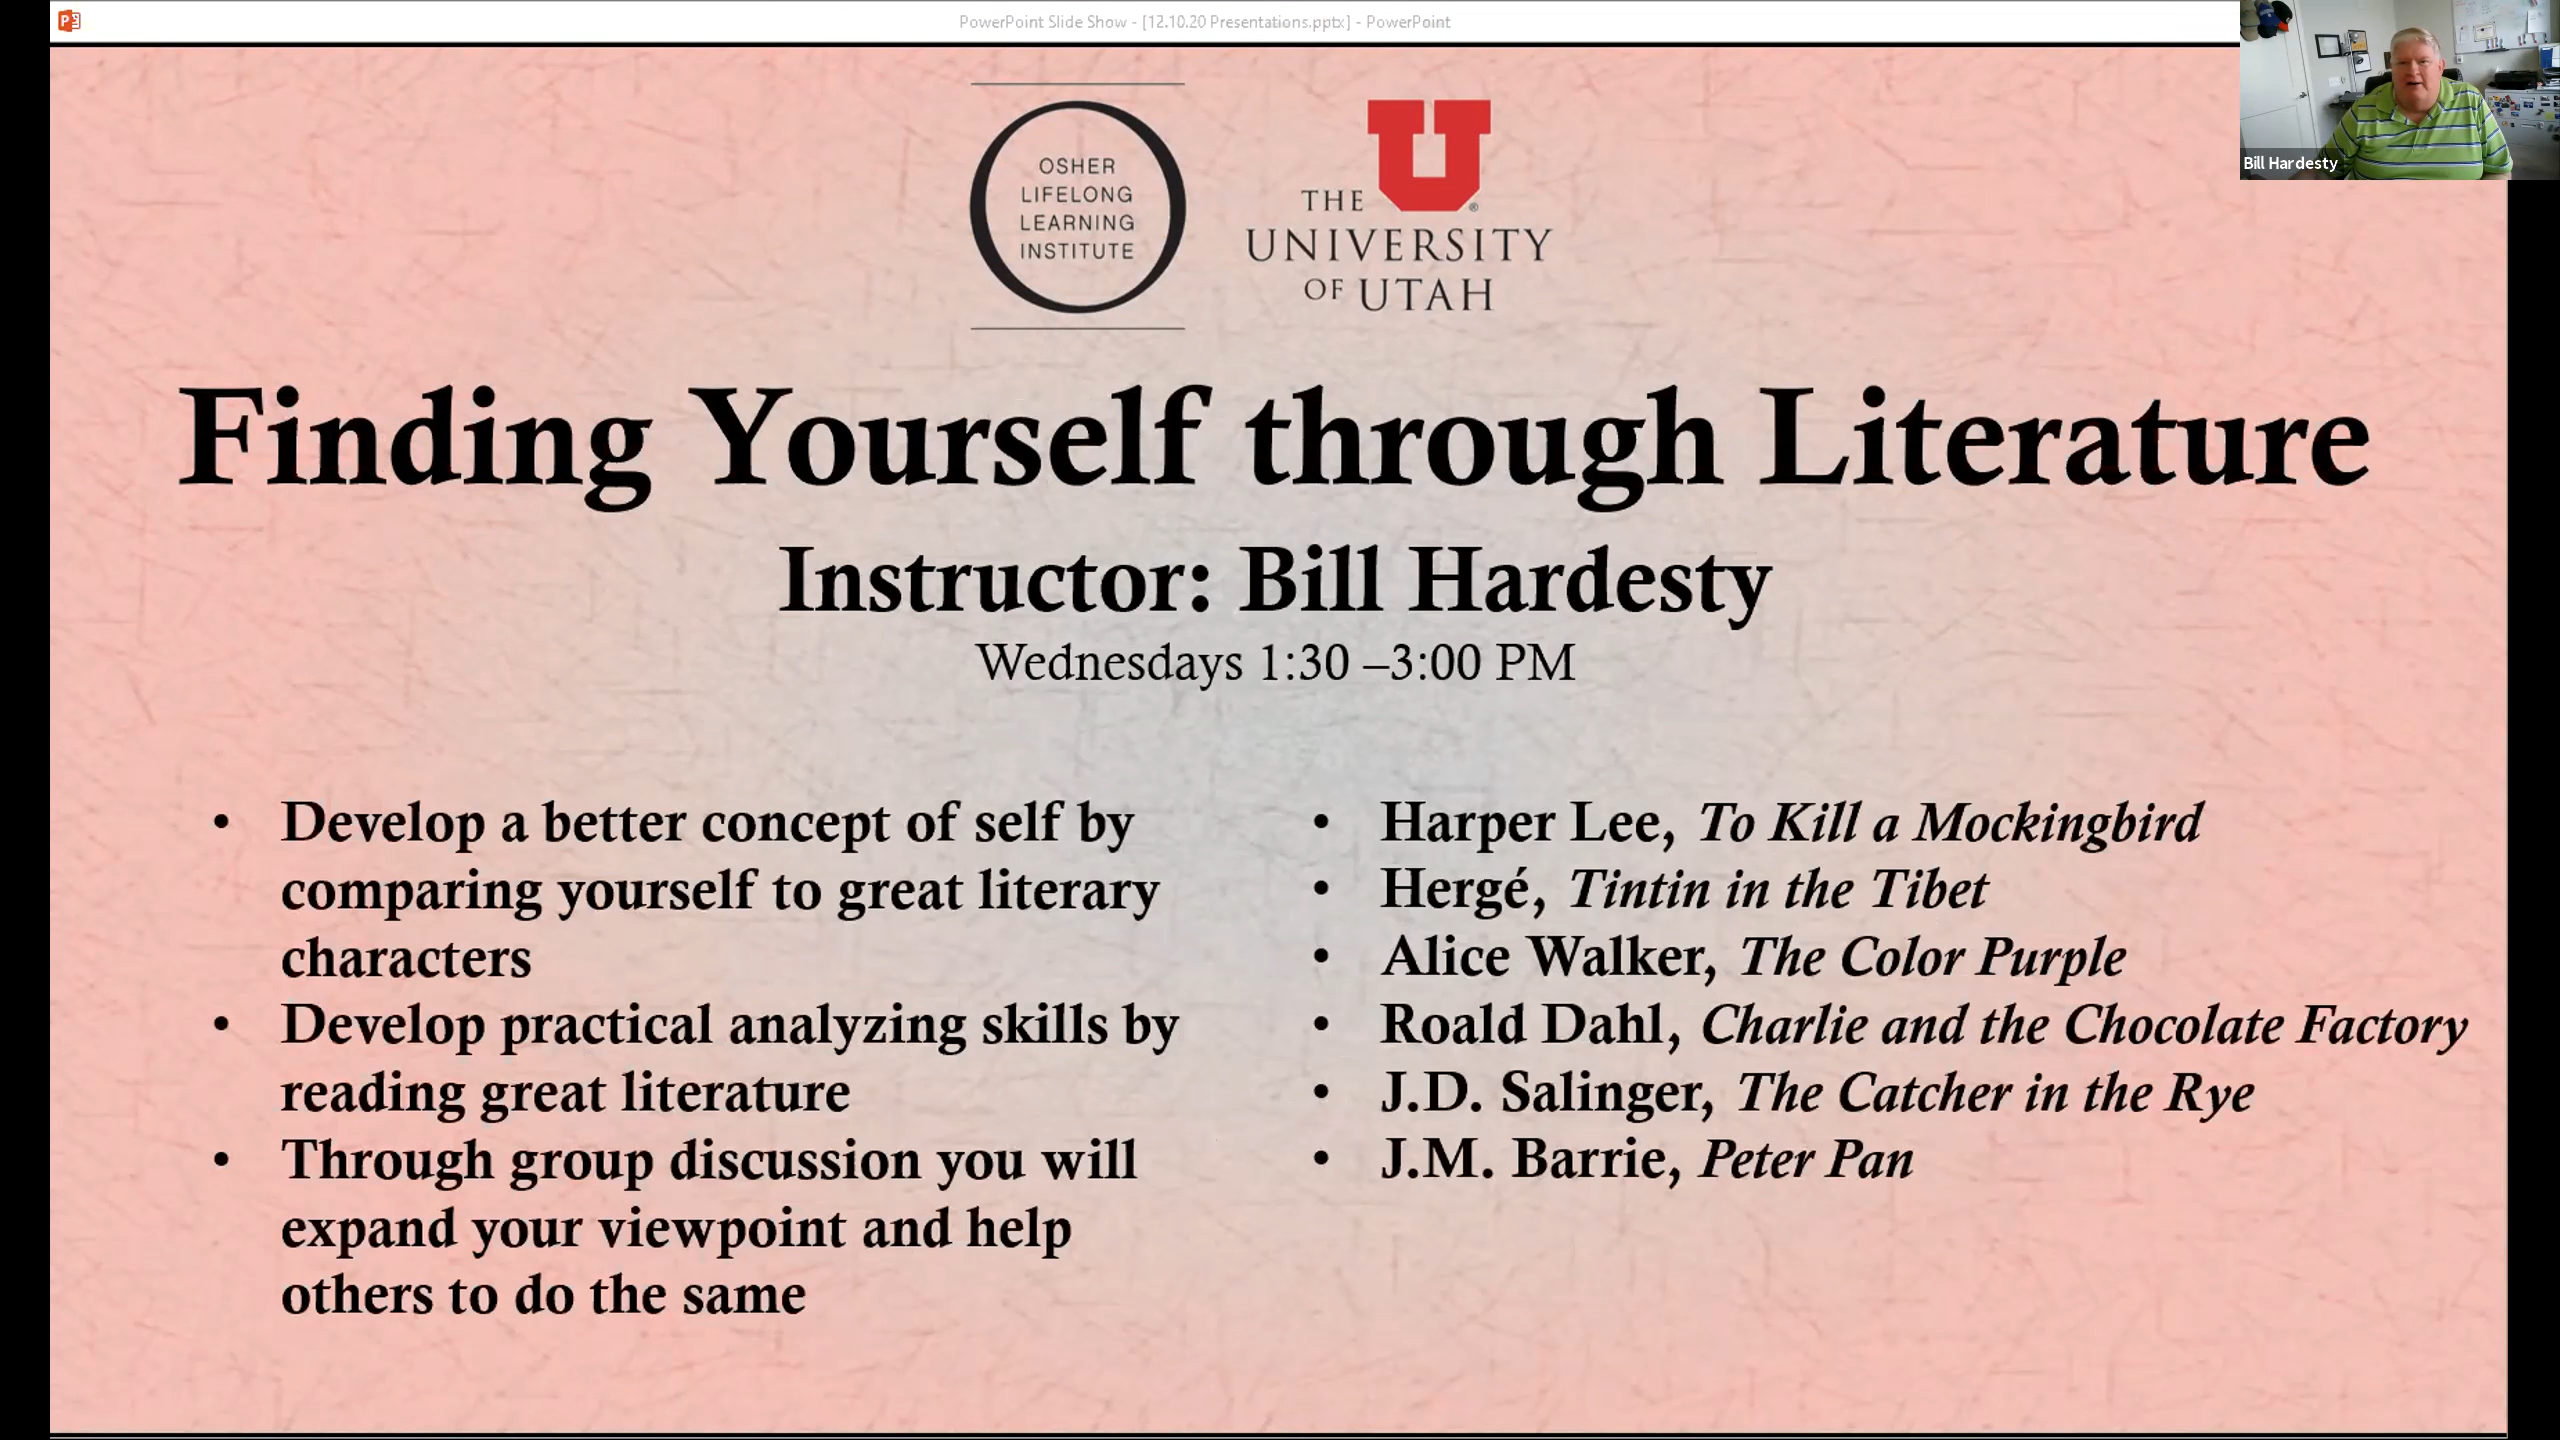 PowerPoint Slide Show - [12.10.20 Presentations.pptx] - PowerPoint
Bill Hardesty
OSHER
LIFELONG
LEARNING
INSTITUTE
U
THE
UNIVERSITY
OF UTAH
Finding Yourself through Literature
Instructor: Bill Hardesty
Wednesdays 1:30 –3:00 PM
• Develop a better concept of self by
comparing yourself to great literary
characters
• Develop practical analyzing skills by
reading great literature
• Through group discussion you will
expand your viewpoint and help
others to do the same
• Harper Lee, To Kill a Mockingbird
• Hergé, Tintin in the Tibet
• Alice Walker, The Color Purple
• Roald Dahl, Charlie and the Chocolate Factory
• J.D. Salinger, The Catcher in the Rye
• J.M. Barrie, Peter Pan